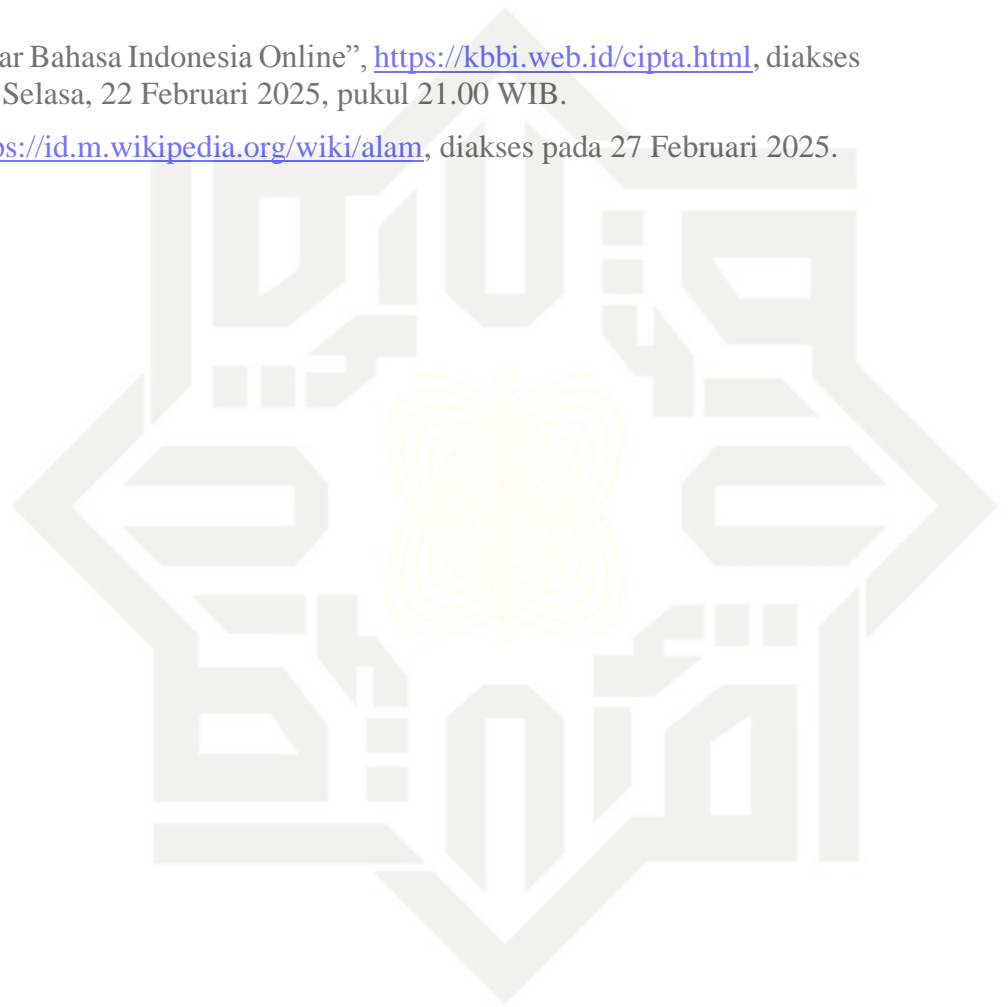 ar Bahasa Indonesia Online”, https://kbbi.web.id/cipta.html, diakses
Selasa, 22 Februari 2025, pukul 21.00 WIB.
ps://id.m.wikipedia.org/wiki/alam, diakses pada 27 Februari 2025.